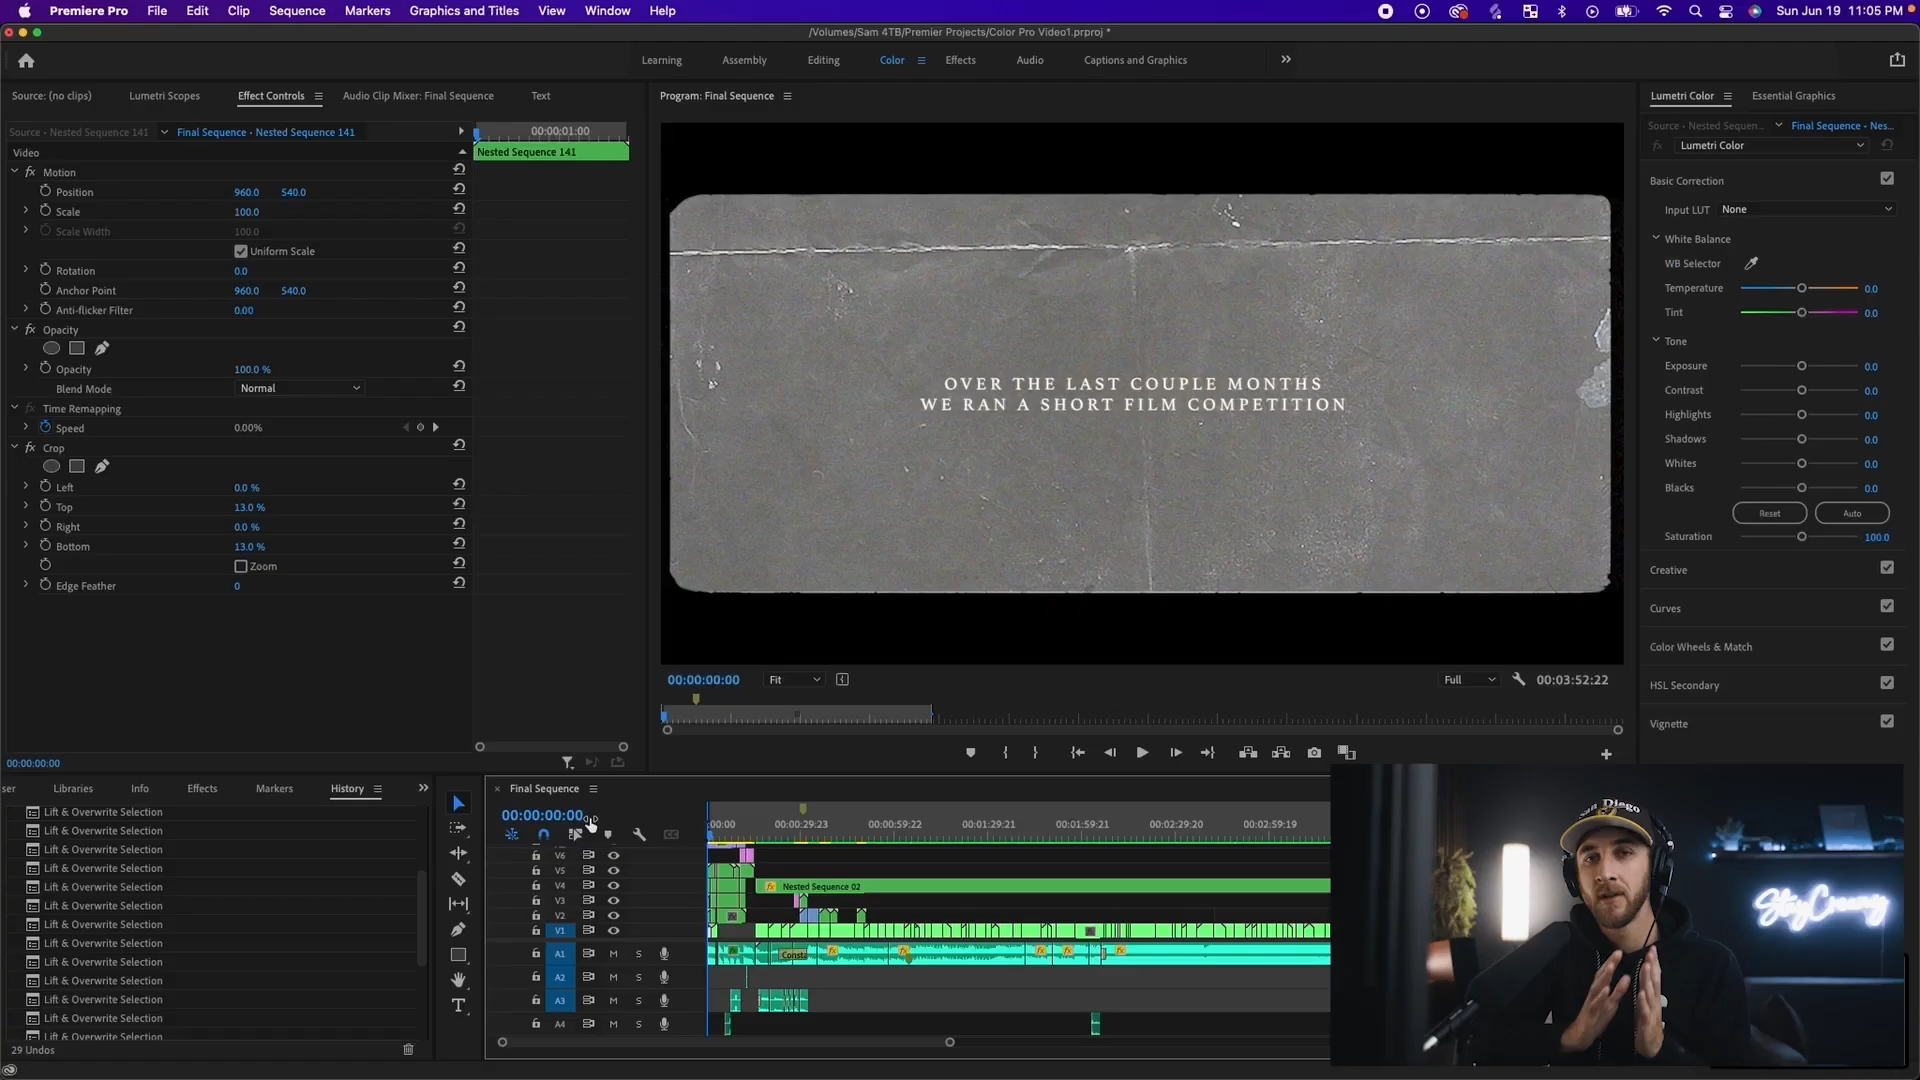 Premiere Pro File Edit Clip Sequence Markers Graphics and Titles View Window Help Sun Jun 19 11:05 PM
/Volumes/Sam 4TB/Premier Projects/Color Pro Video1.prproj *
Learning Assembly Editing Color Effects Audio Captions and Graphics
Source: (no clips) Lumetri Scopes Effect Controls Audio Clip Mixer: Final Sequence Text
Source • Nested Sequence 141 Final Sequence • Nested Sequence 141 00:00:01:00
Video Nested Sequence 141
fx Motion
Position 960.0 540.0
Scale 100.0
Scale Width 100.0
Uniform Scale
Rotation 0.0
Anchor Point 960.0 540.0
Anti-flicker Filter 0.00
fx Opacity
Opacity 100.0 %
Blend Mode Normal
fx Time Remapping
Speed 0.00%
fx Crop
Left 0.0 %
Top 13.0 %
Right 0.0 %
Bottom 13.0 %
Zoom
Edge Feather 0
00:00:00:00
Program: Final Sequence
OVER THE LAST COUPLE MONTHS
WE RAN A SHORT FILM COMPETITION
00:00:00:00 Fit Full 00:03:52:22
Lumetri Color Essential Graphics
Source • Nested Sequen... Final Sequence • Nes...
fx Lumetri Color
Basic Correction
Input LUT None
White Balance
WB Selector
Temperature 0.0
Tint 0.0
Tone
Exposure 0.0
Contrast 0.0
Highlights 0.0
Shadows 0.0
Whites 0.0
Blacks 0.0
Reset Auto
Saturation 100.0
Creative
Curves
Color Wheels & Match
HSL Secondary
Vignette
ser Libraries Info Effects Markers History
Lift & Overwrite Selection
Lift & Overwrite Selection
Lift & Overwrite Selection
Lift & Overwrite Selection
Lift & Overwrite Selection
Lift & Overwrite Selection
Lift & Overwrite Selection
Lift & Overwrite Selection
Lift & Overwrite Selection
Lift & Overwrite Selection
Lift & Overwrite Selection
Lift & Overwrite Selection
Lift & Overwrite Selection
29 Undos
Final Sequence
00:00:00:00
:00:00 00:00:29:23 00:00:59:22 00:01:29:21 00:01:59:21 00:02:29:20 00:02:59:19
V6
V5
V4 fx Nested Sequence 02
V3
V2
V1
A1 M S Consta
A2 M S
A3 M S
A4 M S
Diego
StayCreamy